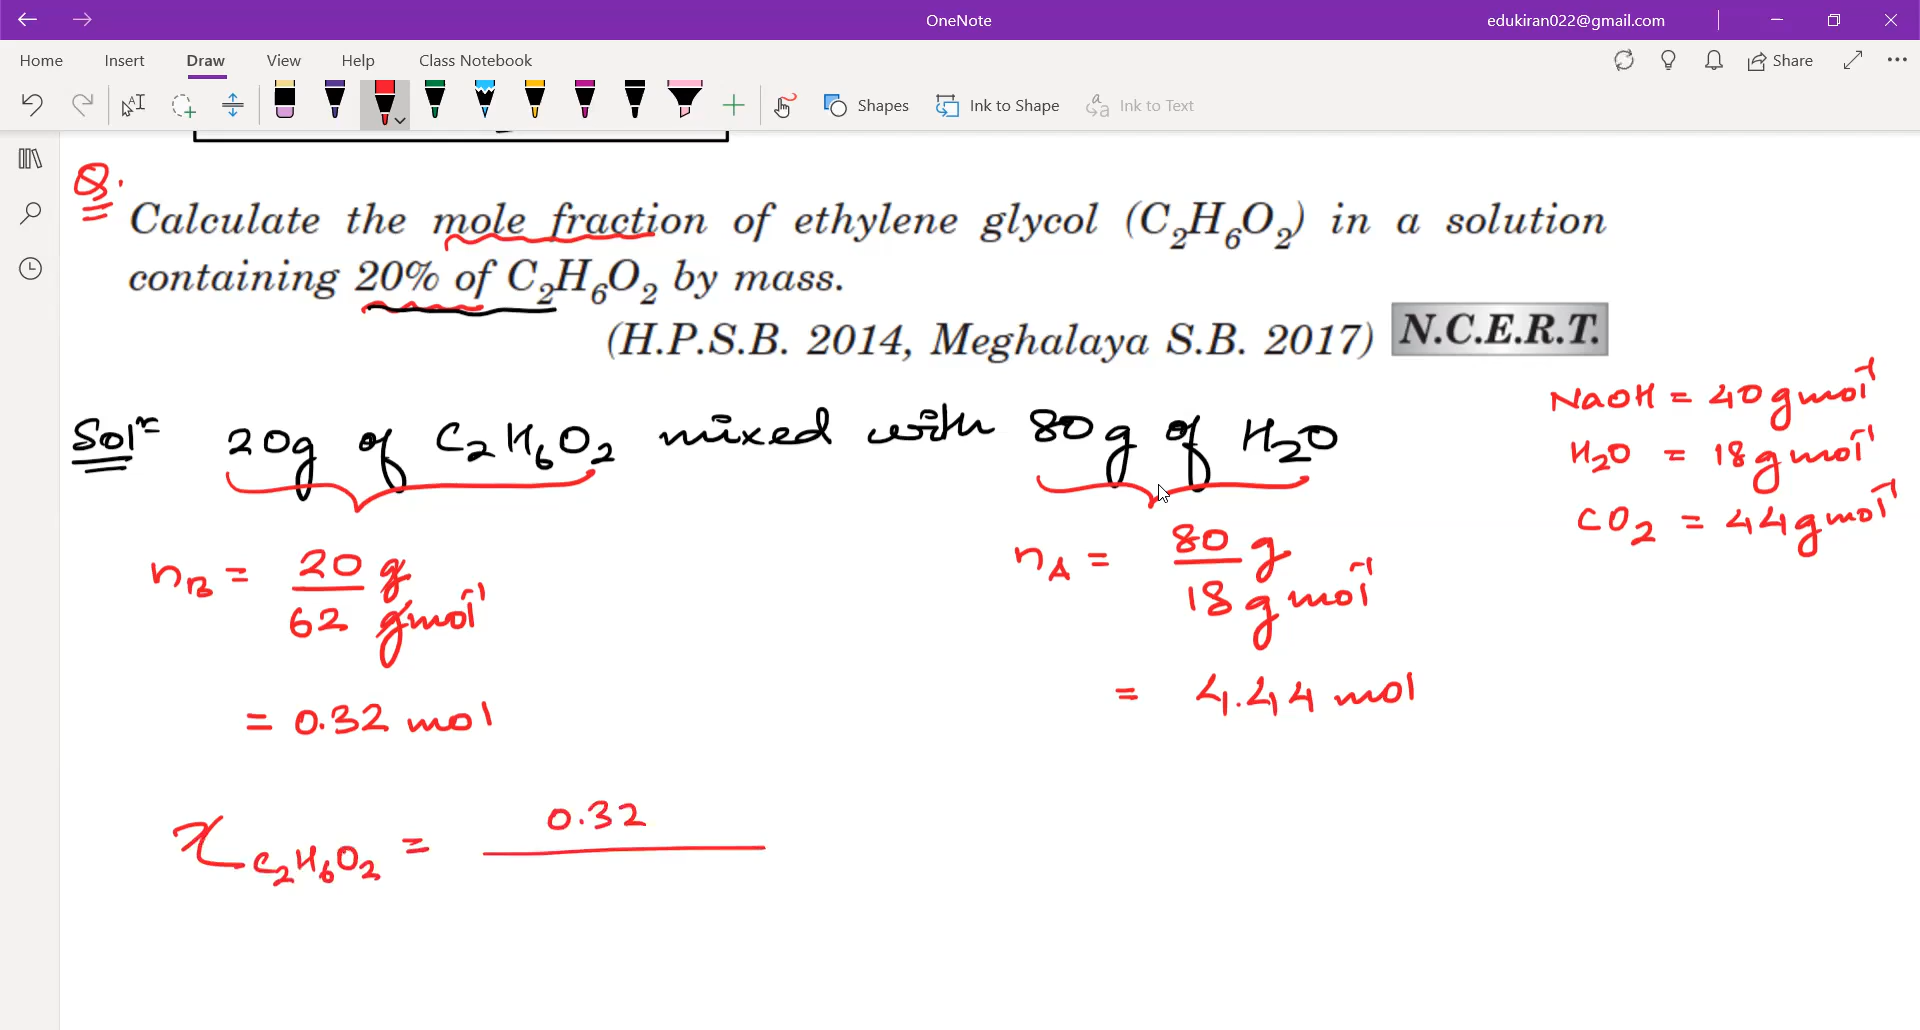 OneNote
edukiran022@gmail.com
Home Insert Draw View Help Class Notebook
Share
Shapes Ink to Shape Ink to Text
Q.
Calculate the mole fraction of ethylene glycol (C₂H₆O₂) in a solution
containing 20% of C₂H₆O₂ by mass.
(H.P.S.B. 2014, Meghalaya S.B. 2017) N.C.E.R.T.
NaOH = 40 g mol⁻¹
H₂O = 18 g mol⁻¹
CO₂ = 44 g mol⁻¹
Solⁿ 20g of C₂H₆O₂ mixed with 80g of H₂O
n_B = 20 g / 62 g mol⁻¹
= 0.32 mol
n_A = 80 g / 18 g mol⁻¹
= 4.44 mol
x_C₂H₆O₂ = 0.32